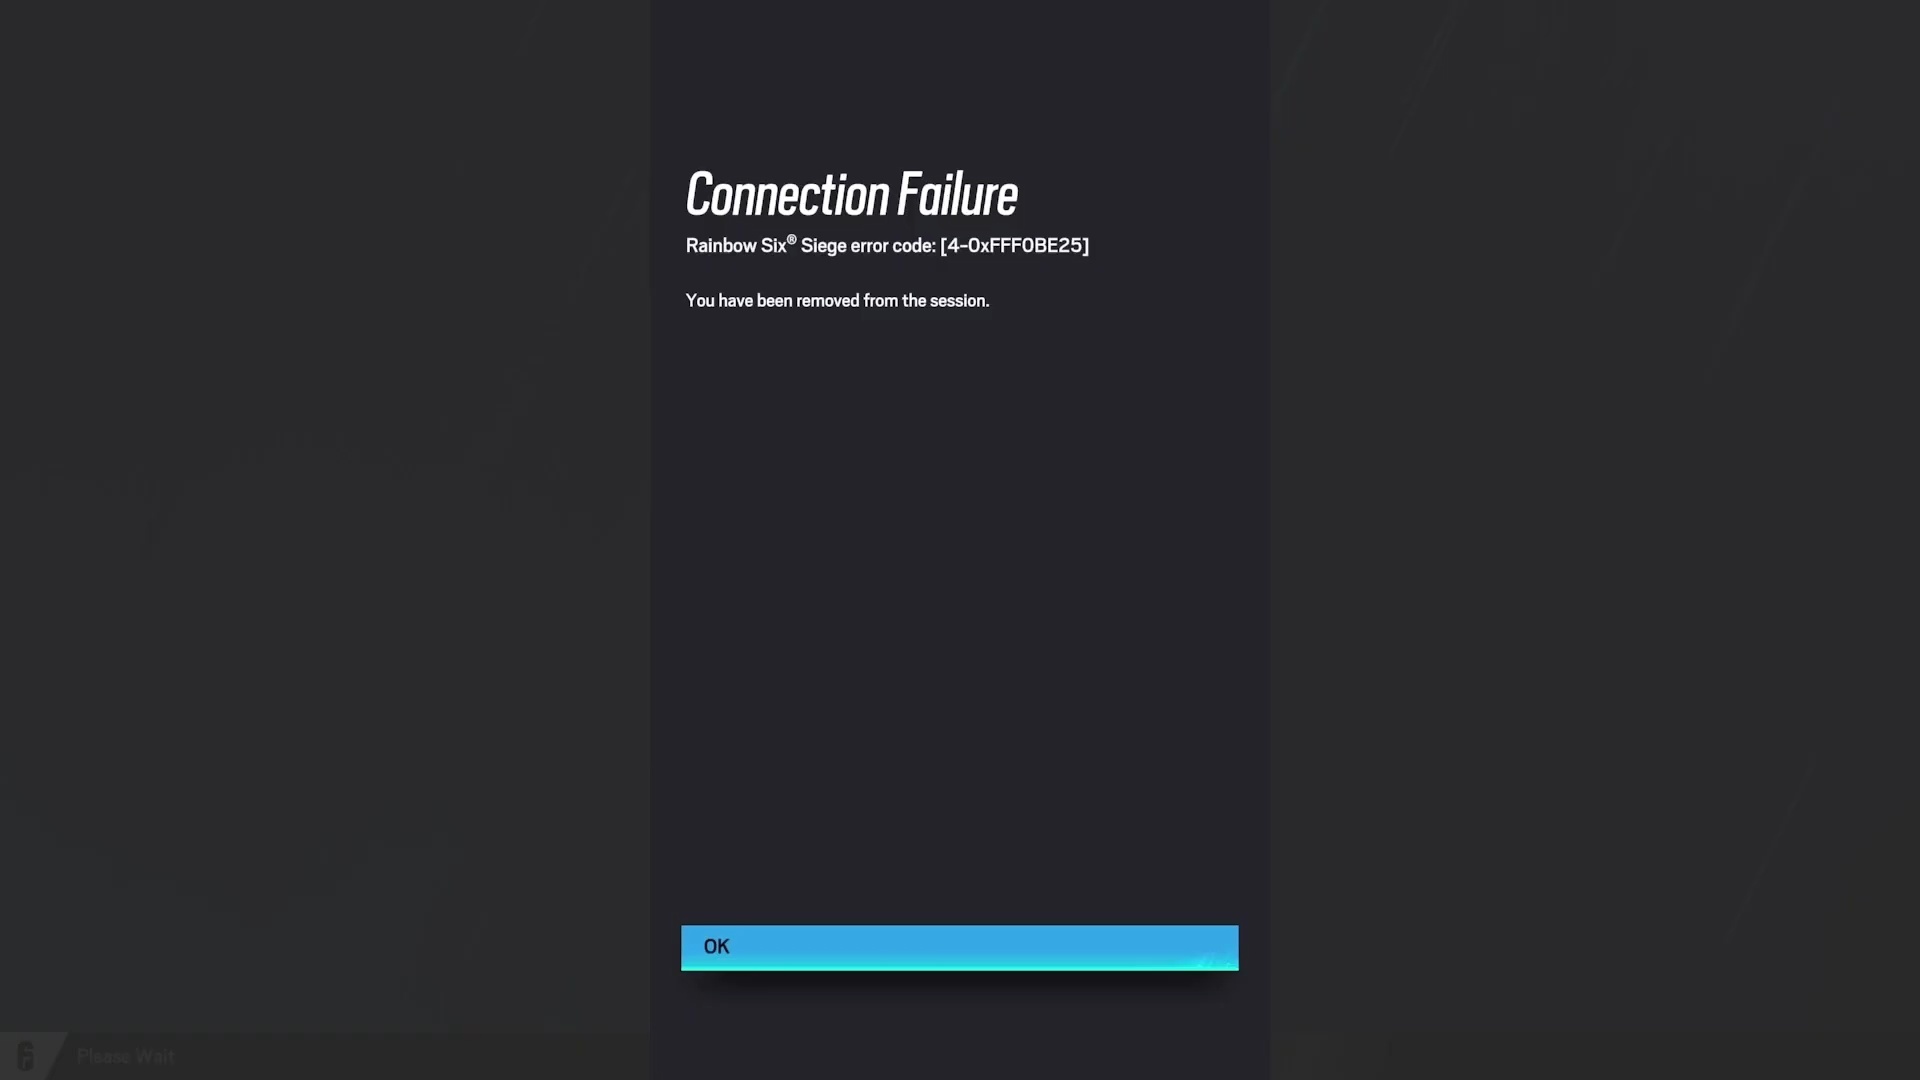 Connection Failure
Rainbow Six® Siege error code: [4-0xFFF0BE25]
You have been removed from the session.
OK
6 Please Wait